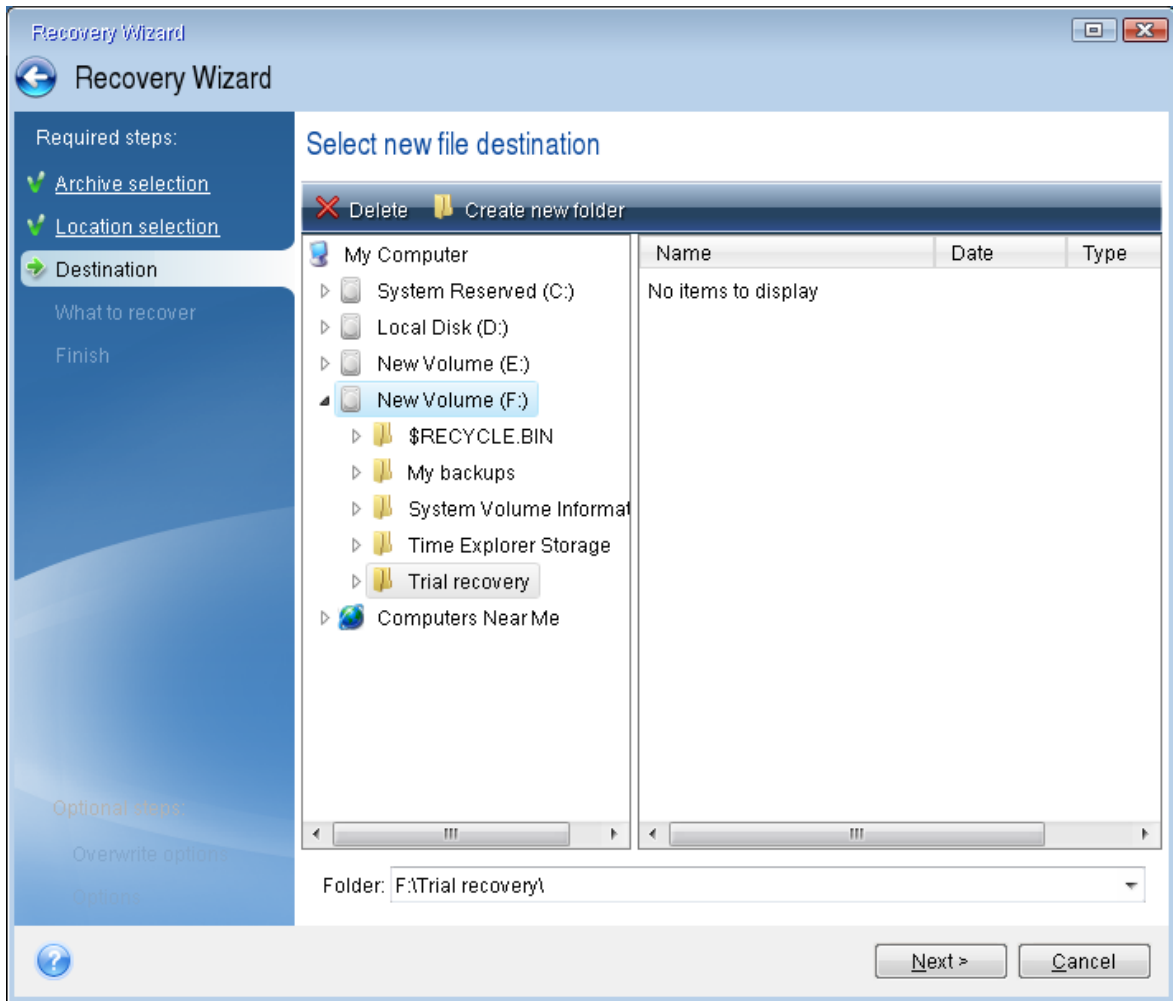 Recovery Wizard
Recovery Wizard
Required steps:
Archive selection
Location selection
Destination
What to recover
Finish
Optional steps:
Overwrite options
Options
Select new file destination
Delete
Create new folder
My Computer
System Reserved (C:)
Local Disk (D:)
New Volume (E:)
New Volume (F:)
$RECYCLE.BIN
My backups
System Volume Informat
Time Explorer Storage
Trial recovery
Computers Near Me
Name Date Type
No items to display
Folder: F:\Trial recovery\
Next > Cancel